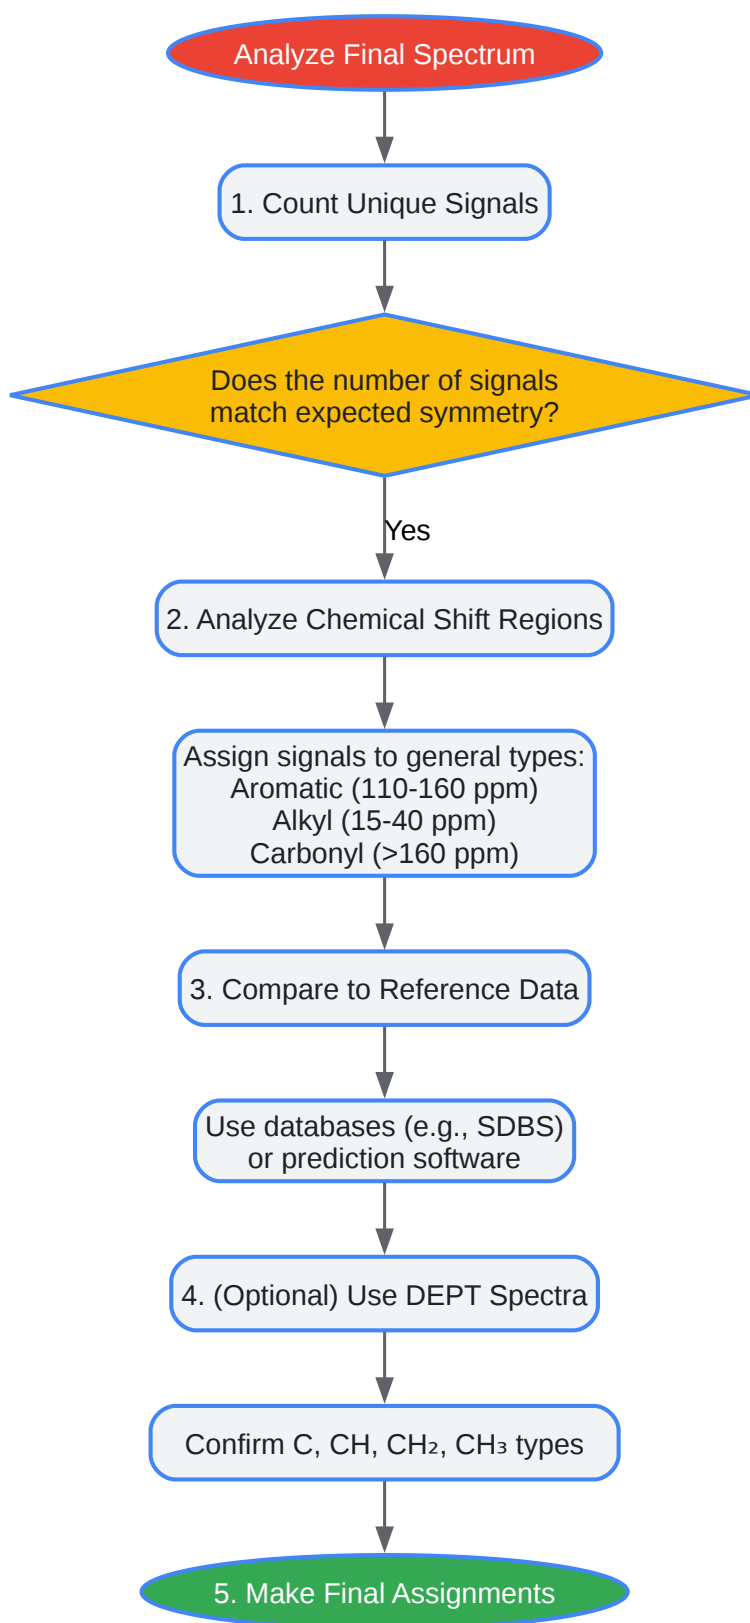 Analyze Final Spectrum
1. Count Unique Signals
Does the number of signals
match expected symmetry?
Yes
2. Analyze Chemical Shift Regions
Assign signals to general types:
Aromatic (110-160 ppm)
Alkyl (15-40 ppm)
Carbonyl (>160 ppm)
3. Compare to Reference Data
Use databases (e.g., SDBS)
or prediction software
4. (Optional) Use DEPT Spectra
Confirm C, CH, CH₂, CH₃ types
5. Make Final Assignments